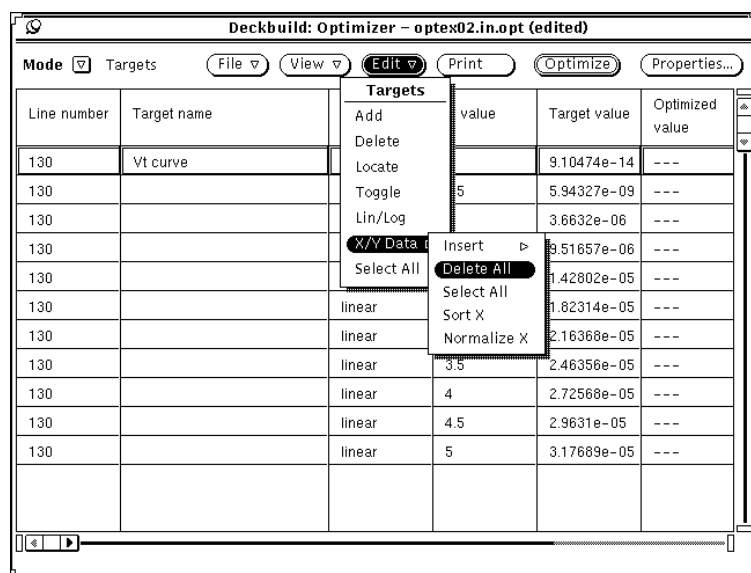 Deckbuild: Optimizer – optex02.in.opt (edited)
Mode Targets File View Edit Print Optimize Properties...
Targets
Add
Delete
Locate
Toggle
Lin/Log
X/Y Data
Select All
Insert
Delete All
Select All
Sort X
Normalize X
Line number Target name value Target value Optimized value
130 Vt curve 9.10474e-14 ---
130 5 5.94327e-09 ---
130 3.6632e-06 ---
130 9.51657e-06 ---
130 1.42802e-05 ---
130 linear 1.82314e-05 ---
130 linear 2.16368e-05 ---
130 linear 3.5 2.46356e-05 ---
130 linear 4 2.72568e-05 ---
130 linear 4.5 2.9631e-05 ---
130 linear 5 3.17689e-05 ---